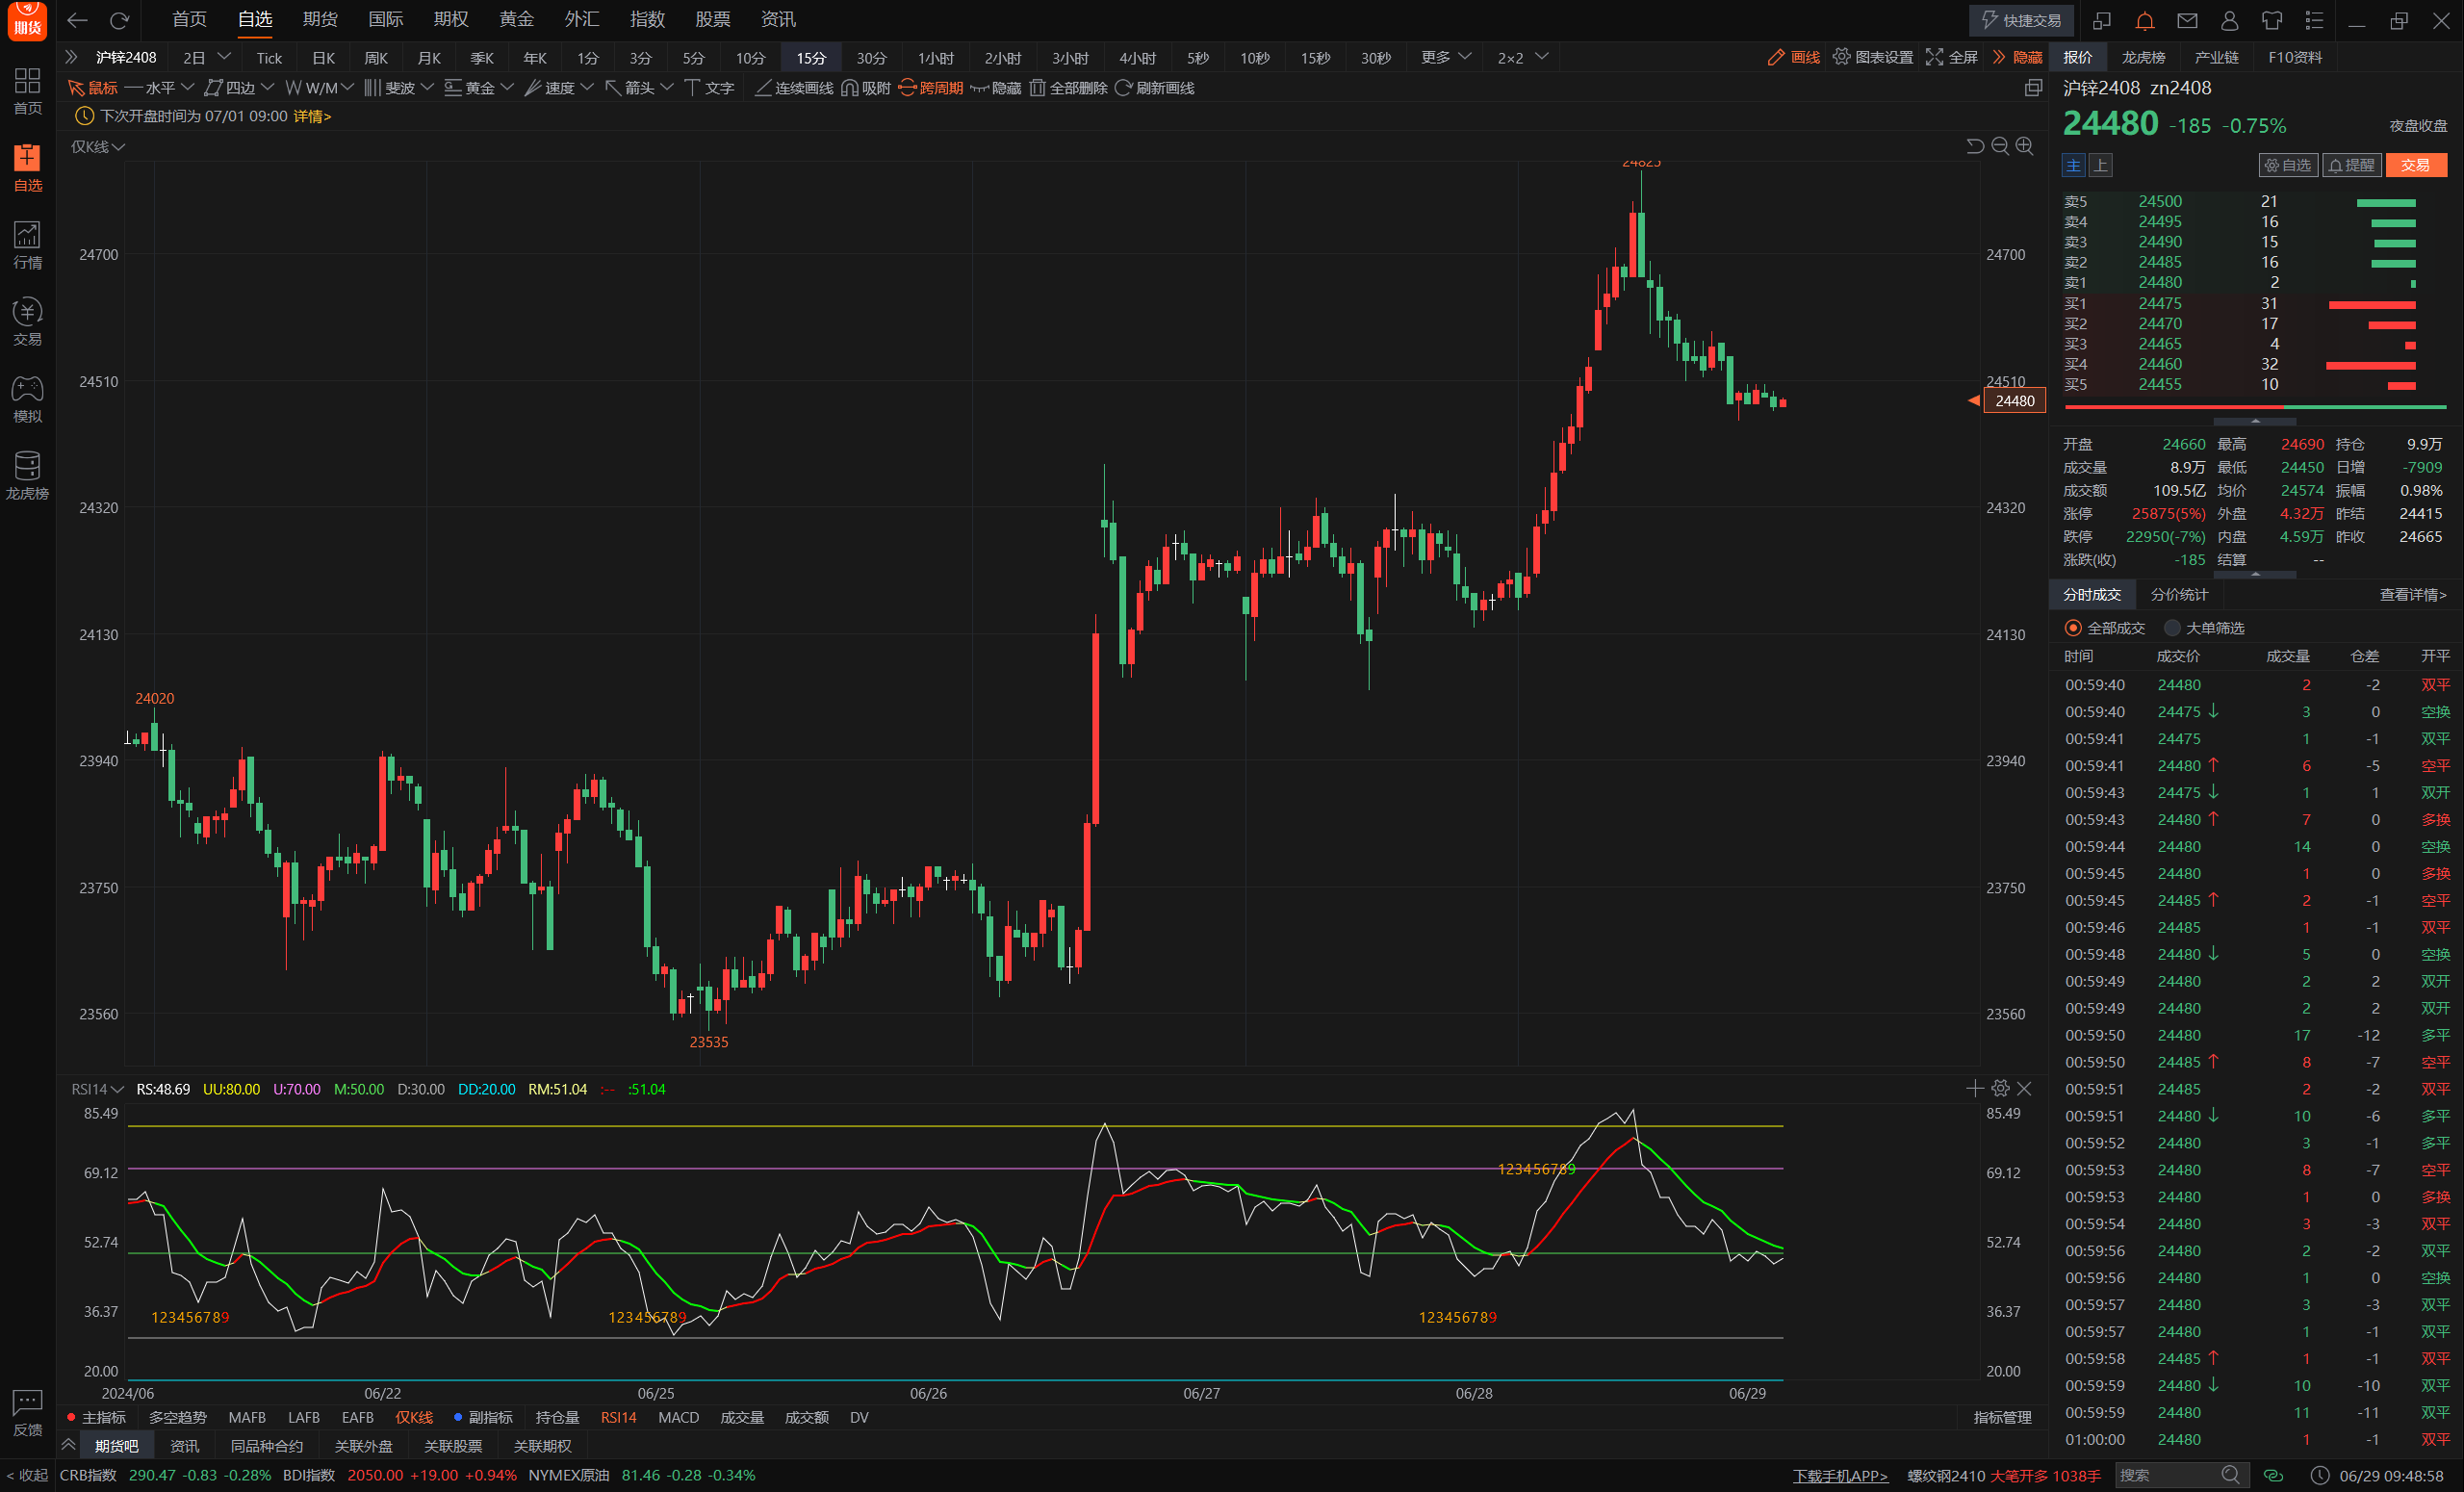 期货
首页 自选 期货 国际 期权 黄金 外汇 指数 股票 资讯
快捷交易
首页
自选
行情
交易
模拟
龙虎榜
反馈
< 收起
沪锌2408 2日 Tick 日K 周K 月K 季K 年K 1分 3分 5分 10分 15分 30分 1小时 2小时 3小时 4小时 5秒 10秒 15秒 30秒 更多 2×2
画线 图表设置 全屏 隐藏
鼠标 水平 四边 W/M 斐波 黄金 速度 箭头 文字 连续画线 吸附 跨周期 隐藏 全部删除 刷新画线
下次开盘时间为 07/01 09:00 详情>
仅K线
24825
24700 24700
24510 24510
24480
24320 24320
24130 24130
24020
23940 23940
23750 23750
23560 23560
23535
RSI14 RS:48.69 UU:80.00 U:70.00 M:50.00 D:30.00 DD:20.00 RM:51.04 :-- :51.04
85.49 85.49
69.12 69.12
123456789
52.74 52.74
36.37 36.37
123456789 123456789 123456789
20.00 20.00
2024/06 06/22 06/25 06/26 06/27 06/28 06/29
主指标 多空趋势 MAFB LAFB EAFB 仅K线 副指标 持仓量 RSI14 MACD 成交量 成交额 DV 指标管理
期货吧 资讯 同品种合约 关联外盘 关联股票 关联期权
报价 龙虎榜 产业链 F10资料
沪锌2408 zn2408
24480 -185 -0.75% 夜盘收盘
主 上 自选 提醒 交易
卖5 24500 21
卖4 24495 16
卖3 24490 15
卖2 24485 16
卖1 24480 2
买1 24475 31
买2 24470 17
买3 24465 4
买4 24460 32
买5 24455 10
开盘 24660 最高 24690 持仓 9.9万
成交量 8.9万 最低 24450 日增 -7909
成交额 109.5亿 均价 24574 振幅 0.98%
涨停 25875(5%) 外盘 4.32万 昨结 24415
跌停 22950(-7%) 内盘 4.59万 昨收 24665
涨跌(收) -185 结算 --
分时成交 分价统计 查看详情>
全部成交 大单筛选
时间 成交价 成交量 仓差 开平
00:59:40 24480 2 -2 双平
00:59:40 24475 ↓ 3 0 空换
00:59:41 24475 1 -1 双平
00:59:41 24480 ↑ 6 -5 空平
00:59:43 24475 ↓ 1 1 双开
00:59:43 24480 ↑ 7 0 多换
00:59:44 24480 14 0 空换
00:59:45 24480 1 0 多换
00:59:45 24485 ↑ 2 -1 空平
00:59:46 24485 1 -1 双平
00:59:48 24480 ↓ 5 0 空换
00:59:49 24480 2 2 双开
00:59:49 24480 2 2 双开
00:59:50 24480 17 -12 多平
00:59:50 24485 ↑ 8 -7 空平
00:59:51 24485 2 -2 双平
00:59:51 24480 ↓ 10 -6 多平
00:59:52 24480 3 -1 多平
00:59:53 24480 8 -7 空平
00:59:53 24480 1 0 多换
00:59:54 24480 3 -3 双平
00:59:56 24480 2 -2 双平
00:59:56 24480 1 0 空换
00:59:57 24480 3 -3 双平
00:59:57 24480 1 -1 双平
00:59:58 24485 ↑ 1 -1 双平
00:59:59 24480 ↓ 10 -10 双平
00:59:59 24480 11 -11 双平
01:00:00 24480 1 -1 双平
CRB指数 290.47 -0.83 -0.28% BDI指数 2050.00 +19.00 +0.94% NYMEX原油 81.46 -0.28 -0.34% 下载手机APP> 螺纹钢2410 大笔开多 1038手 搜索 06/29 09:48:58